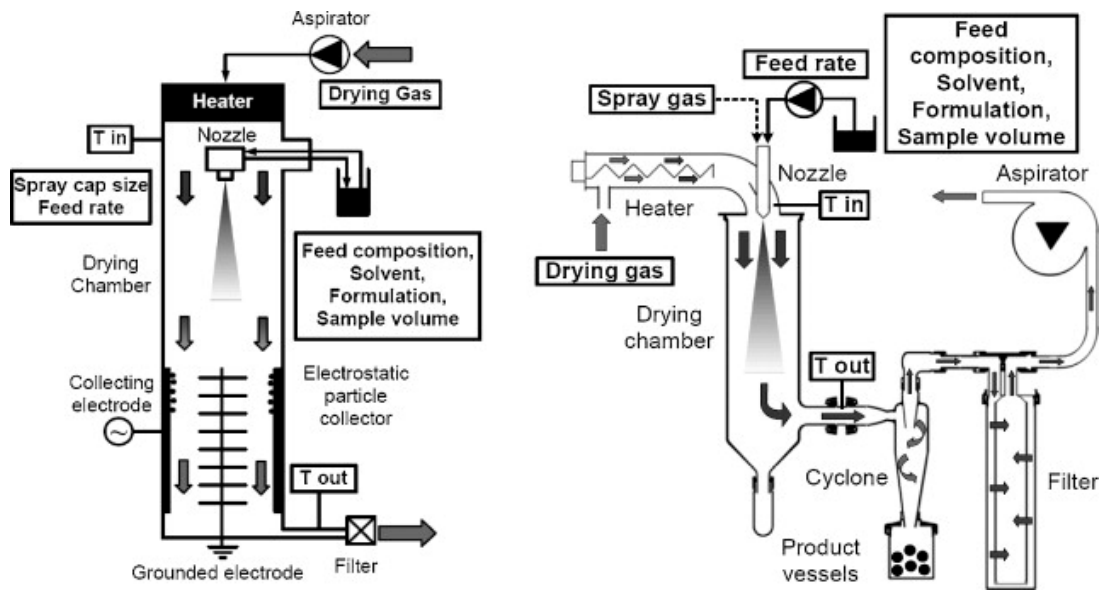 Aspirator
Drying Gas
Heater
T in
Nozzle
Spray cap size
Feed rate
Drying
Chamber
Feed composition,
Solvent,
Formulation,
Sample volume
Collecting
electrode
Electrostatic
particle
collector
T out
Grounded electrode
Filter
Feed rate
Spray gas
Feed
composition,
Solvent,
Formulation,
Sample volume
Nozzle
Aspirator
Heater
T in
Drying gas
Drying
chamber
T out
Cyclone
Filter
Product
vessels